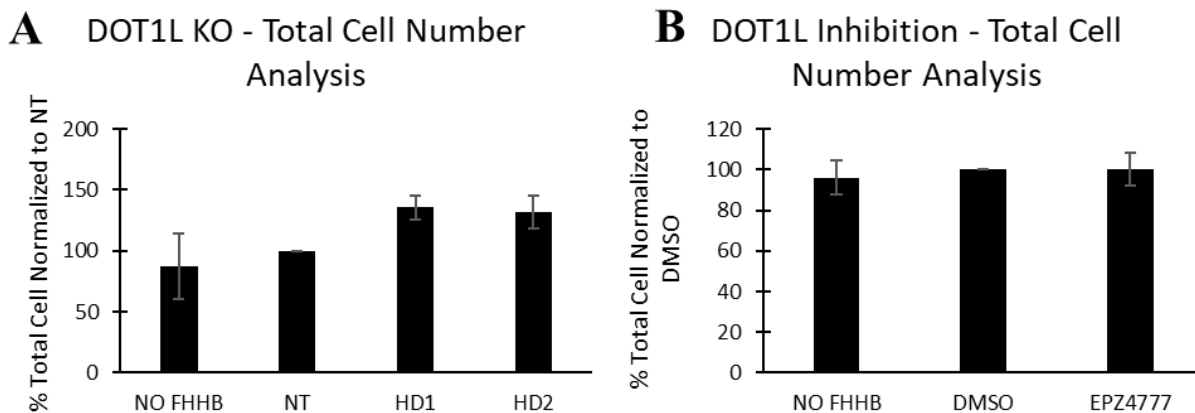 A
DOT1L KO - Total Cell Number
Analysis
% Total Cell Normalized to NT
200
150
100
50
0
NO FHHB
NT
HD1
HD2
B
DOT1L Inhibition - Total Cell
Number Analysis
% Total Cell Normalized to
DMSO
120
100
80
60
40
20
0
NO FHHB
DMSO
EPZ4777